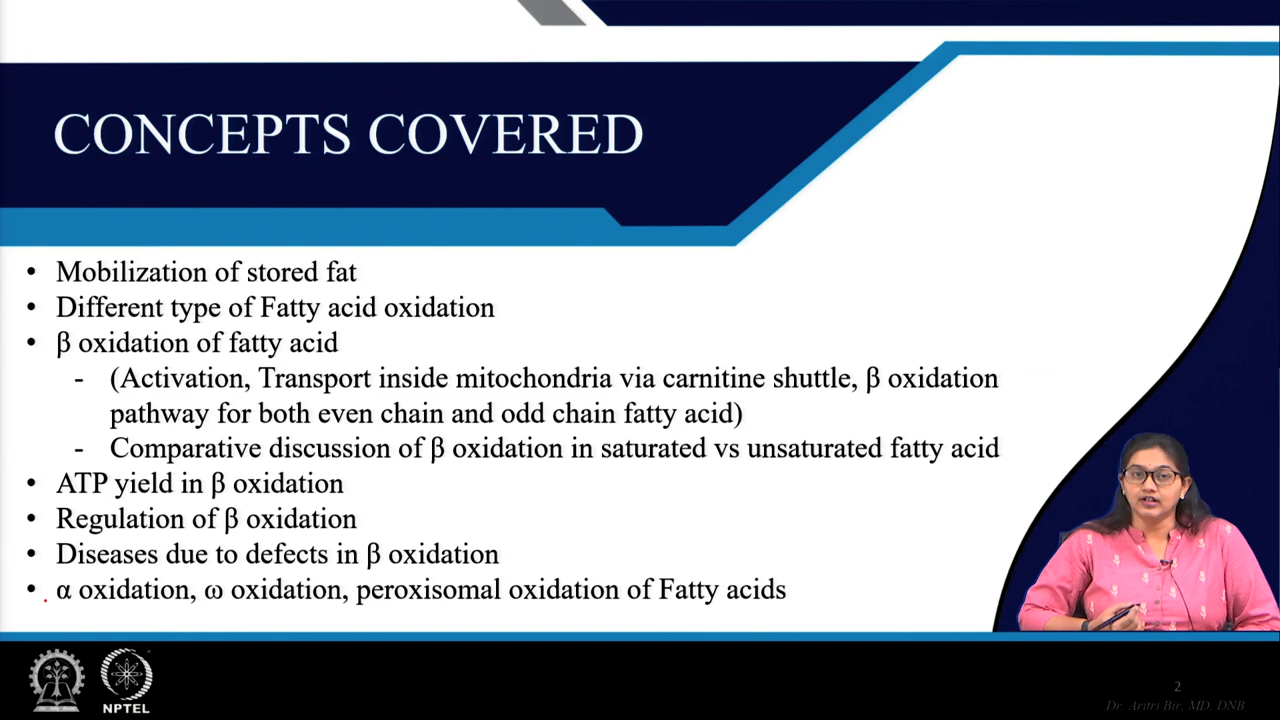 CONCEPTS COVERED
• Mobilization of stored fat
• Different type of Fatty acid oxidation
• β oxidation of fatty acid
- (Activation, Transport inside mitochondria via carnitine shuttle, β oxidation
pathway for both even chain and odd chain fatty acid)
- Comparative discussion of β oxidation in saturated vs unsaturated fatty acid
• ATP yield in β oxidation
• Regulation of β oxidation
• Diseases due to defects in β oxidation
• α oxidation, ω oxidation, peroxisomal oxidation of Fatty acids
NPTEL
2
Dr. Aritri Bir, MD, DNB